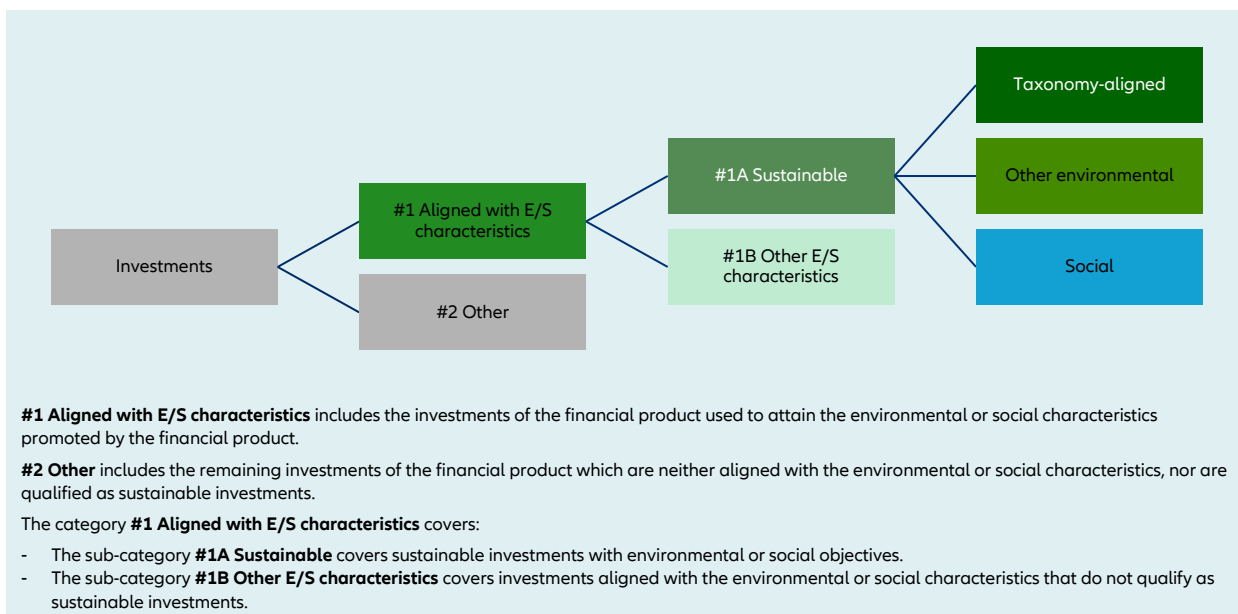 Taxonomy-aligned
#1A Sustainable
Other environmental
#1 Aligned with E/S
characteristics
Investments
#1B Other E/S
characteristics
Social
#2 Other
#1 Aligned with E/S characteristics includes the investments of the financial product used to attain the environmental or social characteristics
promoted by the financial product.
#2 Other includes the remaining investments of the financial product which are neither aligned with the environmental or social characteristics, nor are
qualified as sustainable investments.
The category #1 Aligned with E/S characteristics covers:
- The sub-category #1A Sustainable covers sustainable investments with environmental or social objectives.
- The sub-category #1B Other E/S characteristics covers investments aligned with the environmental or social characteristics that do not qualify as
sustainable investments.